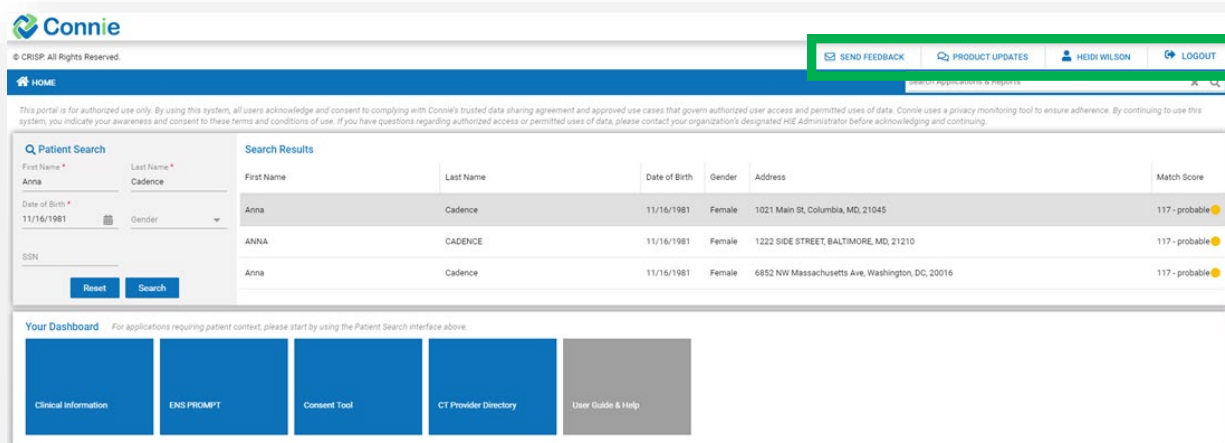 Connie
© CRISP. All Rights Reserved.
SEND FEEDBACK PRODUCT UPDATES HEIDI WILSON LOGOUT
HOME
Search Applications & Reports
This portal is for authorized use only. By using this system, all users acknowledge and consent to complying with Connie's trusted data sharing agreement and approved use cases that govern authorized user access and permitted uses of data. Connie uses a privacy monitoring tool to ensure adherence. By continuing to use this
system, you indicate your awareness and consent to these terms and conditions of use. If you have questions regarding authorized access or permitted uses of data, please contact your organization's designated HIE Administrator before acknowledging and continuing.
Patient Search
First Name * Last Name *
Anna Cadence
Date of Birth *
11/16/1981 Gender
SSN
Reset Search
Search Results
First Name Last Name Date of Birth Gender Address Match Score
Anna Cadence 11/16/1981 Female 1021 Main St, Columbia, MD, 21045 117 - probable
ANNA CADENCE 11/16/1981 Female 1222 SIDE STREET, BALTIMORE, MD, 21210 117 - probable
Anna Cadence 11/16/1981 Female 6852 NW Massachusetts Ave, Washington, DC, 20016 117 - probable
Your Dashboard For applications requiring patient context, please start by using the Patient Search interface above.
Clinical Information ENS PROMPT Consent Tool CT Provider Directory User Guide & Help